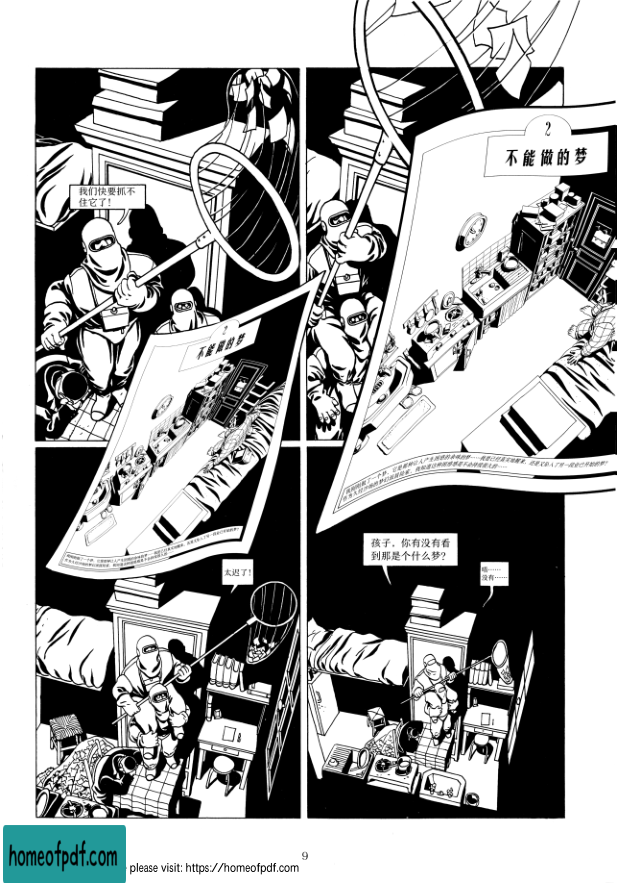 我们快要抓不
住它了！
2
不能做的梦
2
不能做的梦
太迟了！
孩子，你有没有看
到那是个什么梦？
嗯……
没有……
9
homeofpdf.com
please visit: https://homeofpdf.com